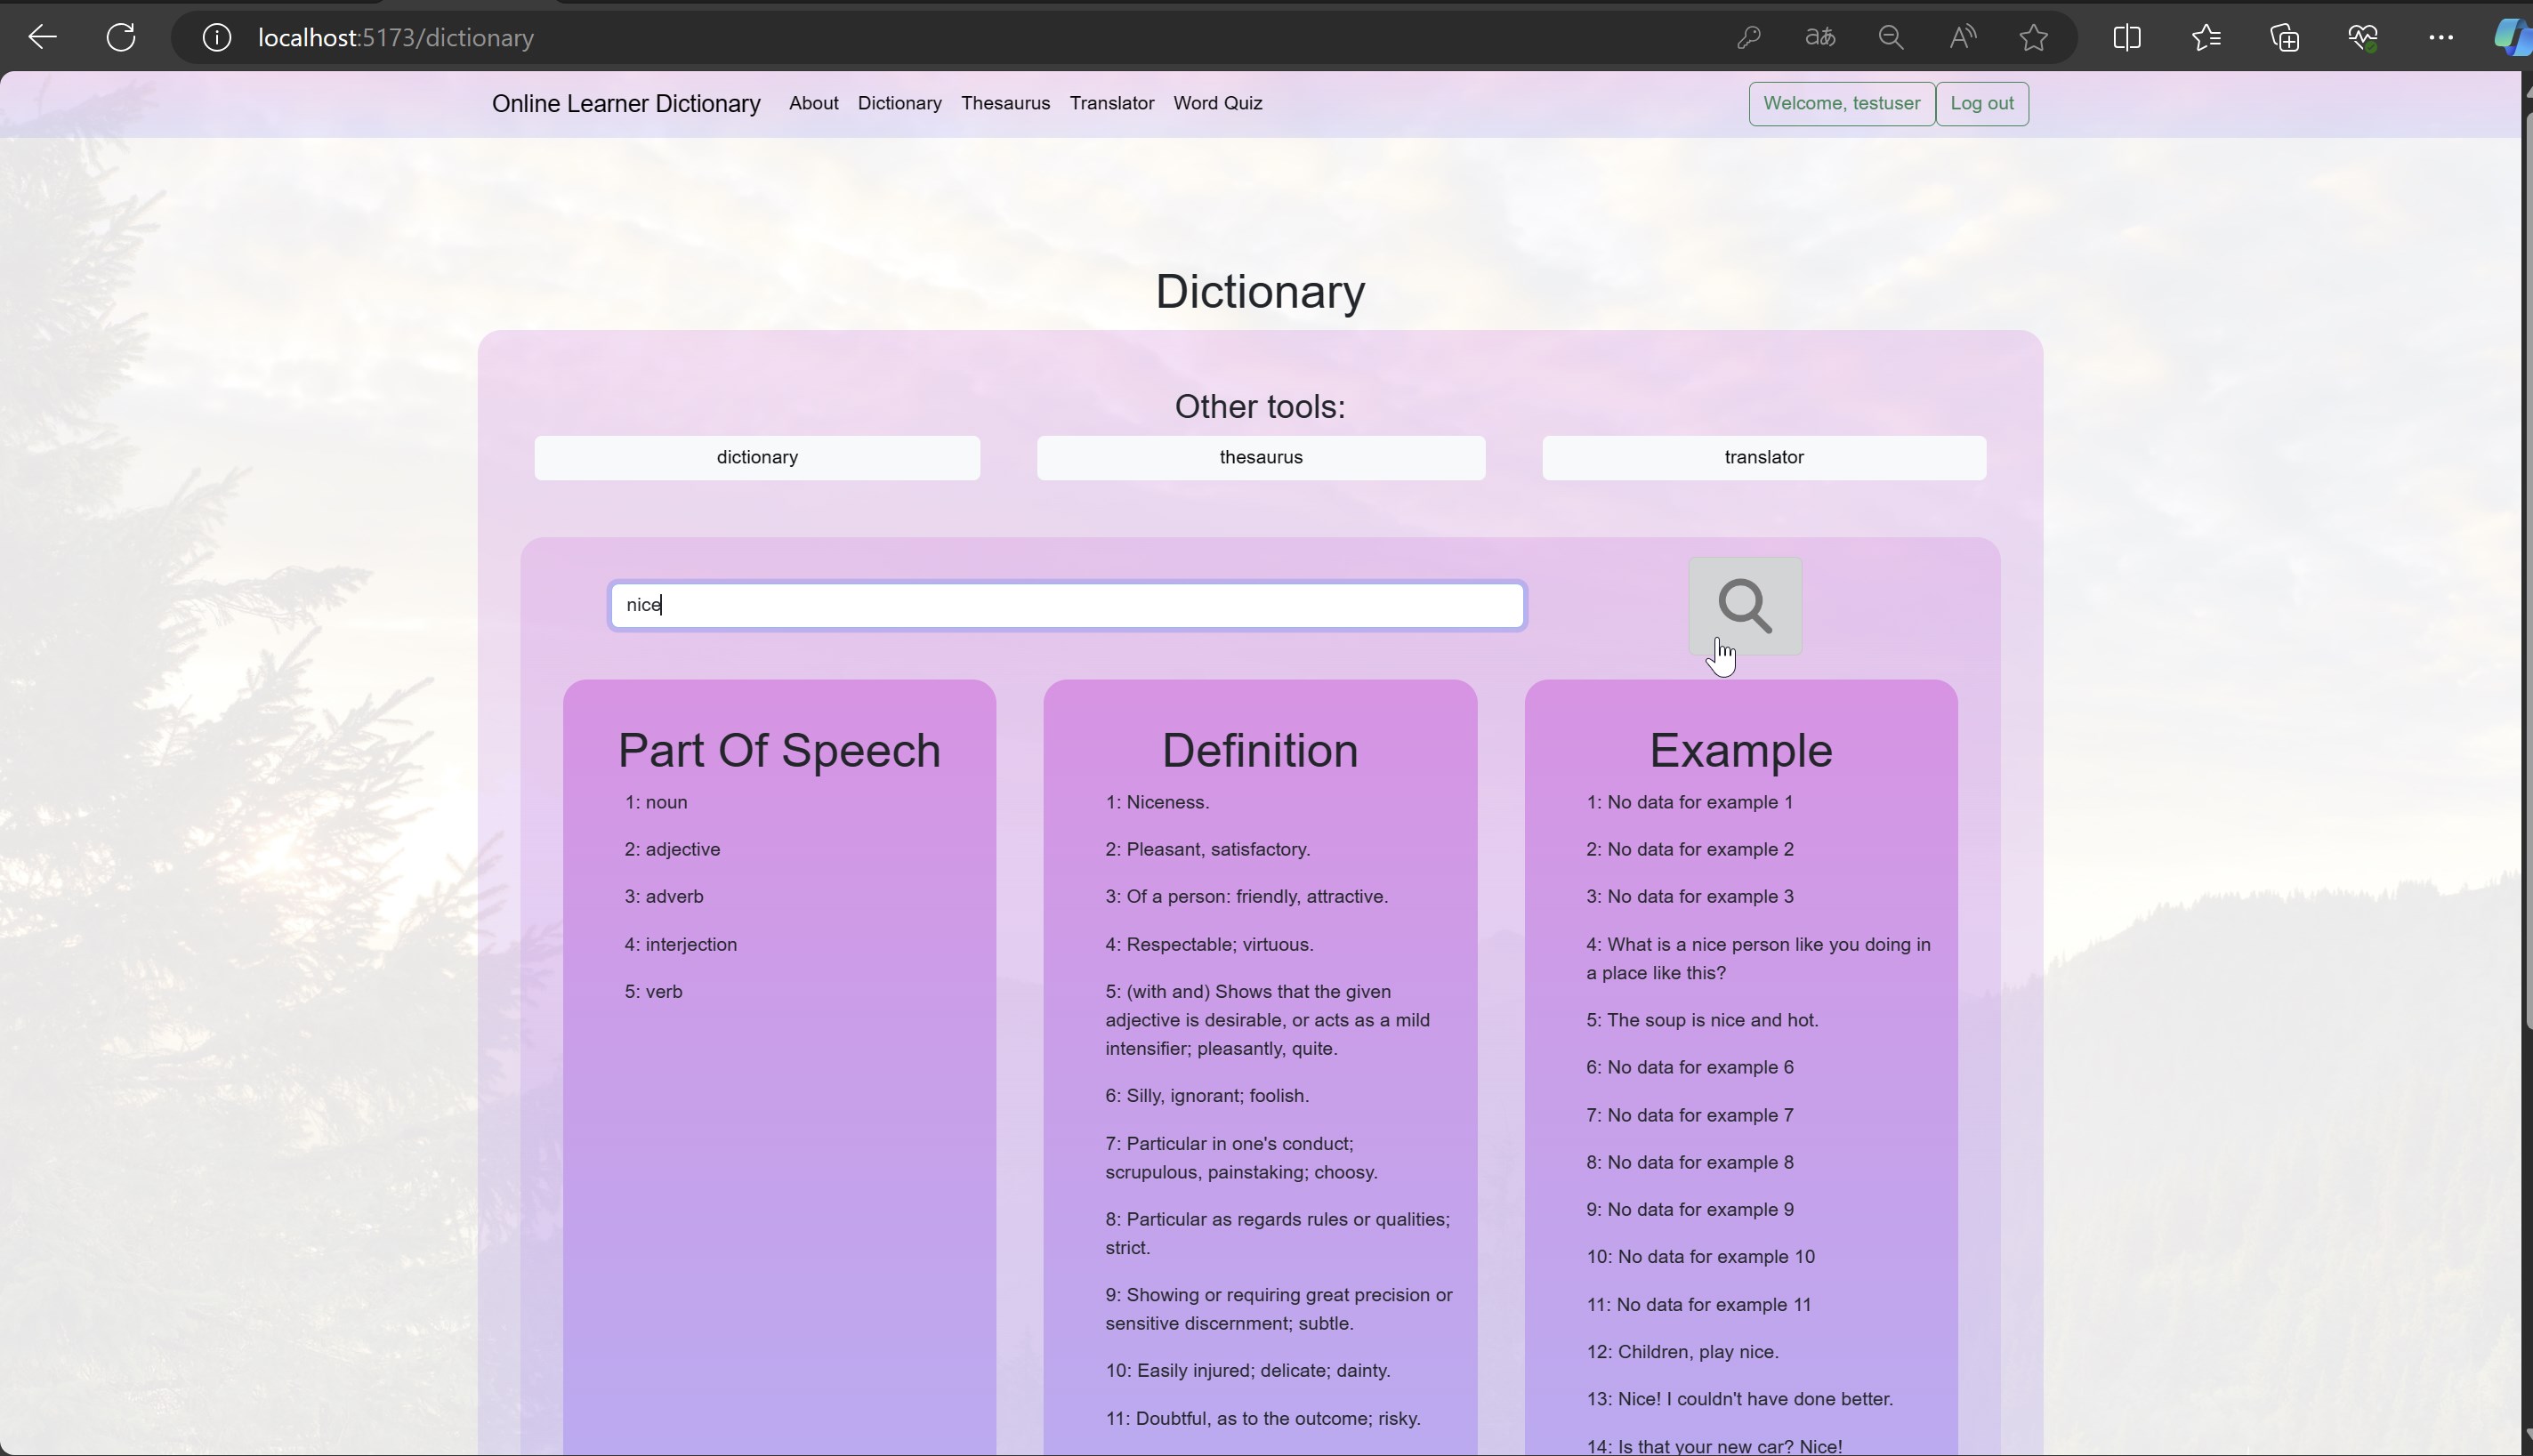 localhost:5173/dictionary
Online Learner Dictionary About Dictionary Thesaurus Translator Word Quiz Welcome, testuser Log out
Dictionary
Other tools:
dictionary thesaurus translator
nice
Part Of Speech
1: noun
2: adjective
3: adverb
4: interjection
5: verb
Definition
1: Niceness.
2: Pleasant, satisfactory.
3: Of a person: friendly, attractive.
4: Respectable; virtuous.
5: (with and) Shows that the given
adjective is desirable, or acts as a mild
intensifier; pleasantly, quite.
6: Silly, ignorant; foolish.
7: Particular in one's conduct;
scrupulous, painstaking; choosy.
8: Particular as regards rules or qualities;
strict.
9: Showing or requiring great precision or
sensitive discernment; subtle.
10: Easily injured; delicate; dainty.
11: Doubtful, as to the outcome; risky.
Example
1: No data for example 1
2: No data for example 2
3: No data for example 3
4: What is a nice person like you doing in
a place like this?
5: The soup is nice and hot.
6: No data for example 6
7: No data for example 7
8: No data for example 8
9: No data for example 9
10: No data for example 10
11: No data for example 11
12: Children, play nice.
13: Nice! I couldn't have done better.
14: Is that your new car? Nice!